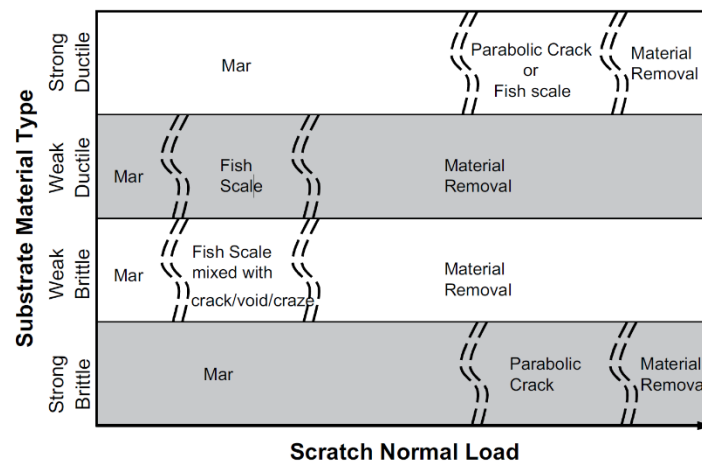 Substrate Material Type
Strong
Ductile
Mar
Parabolic Crack
or
Fish scale
Material
Removal
Weak
Ductile
Mar
Fish
Scale
Material
Removal
Weak
Brittle
Mar
Fish Scale
mixed with
crack/void/craze
Material
Removal
Strong
Brittle
Mar
Parabolic
Crack
Material
Removal
Scratch Normal Load